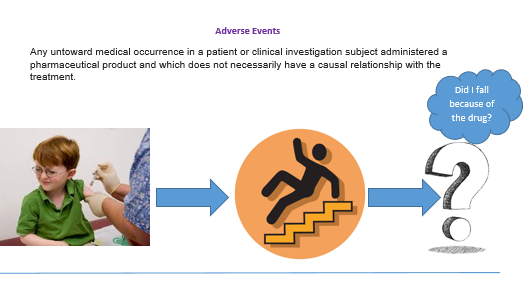 Adverse Events
Any untoward medical occurrence in a patient or clinical investigation subject administered a
pharmaceutical product and which does not necessarily have a causal relationship with the
treatment.
Did I fall
because of
the drug?
?